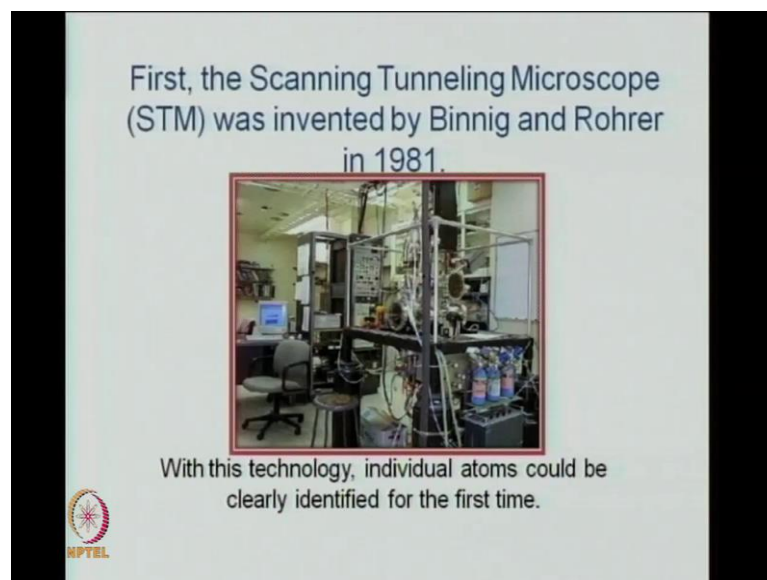 First, the Scanning Tunneling Microscope
(STM) was invented by Binnig and Rohrer
in 1981.
With this technology, individual atoms could be
clearly identified for the first time.
NPTEL